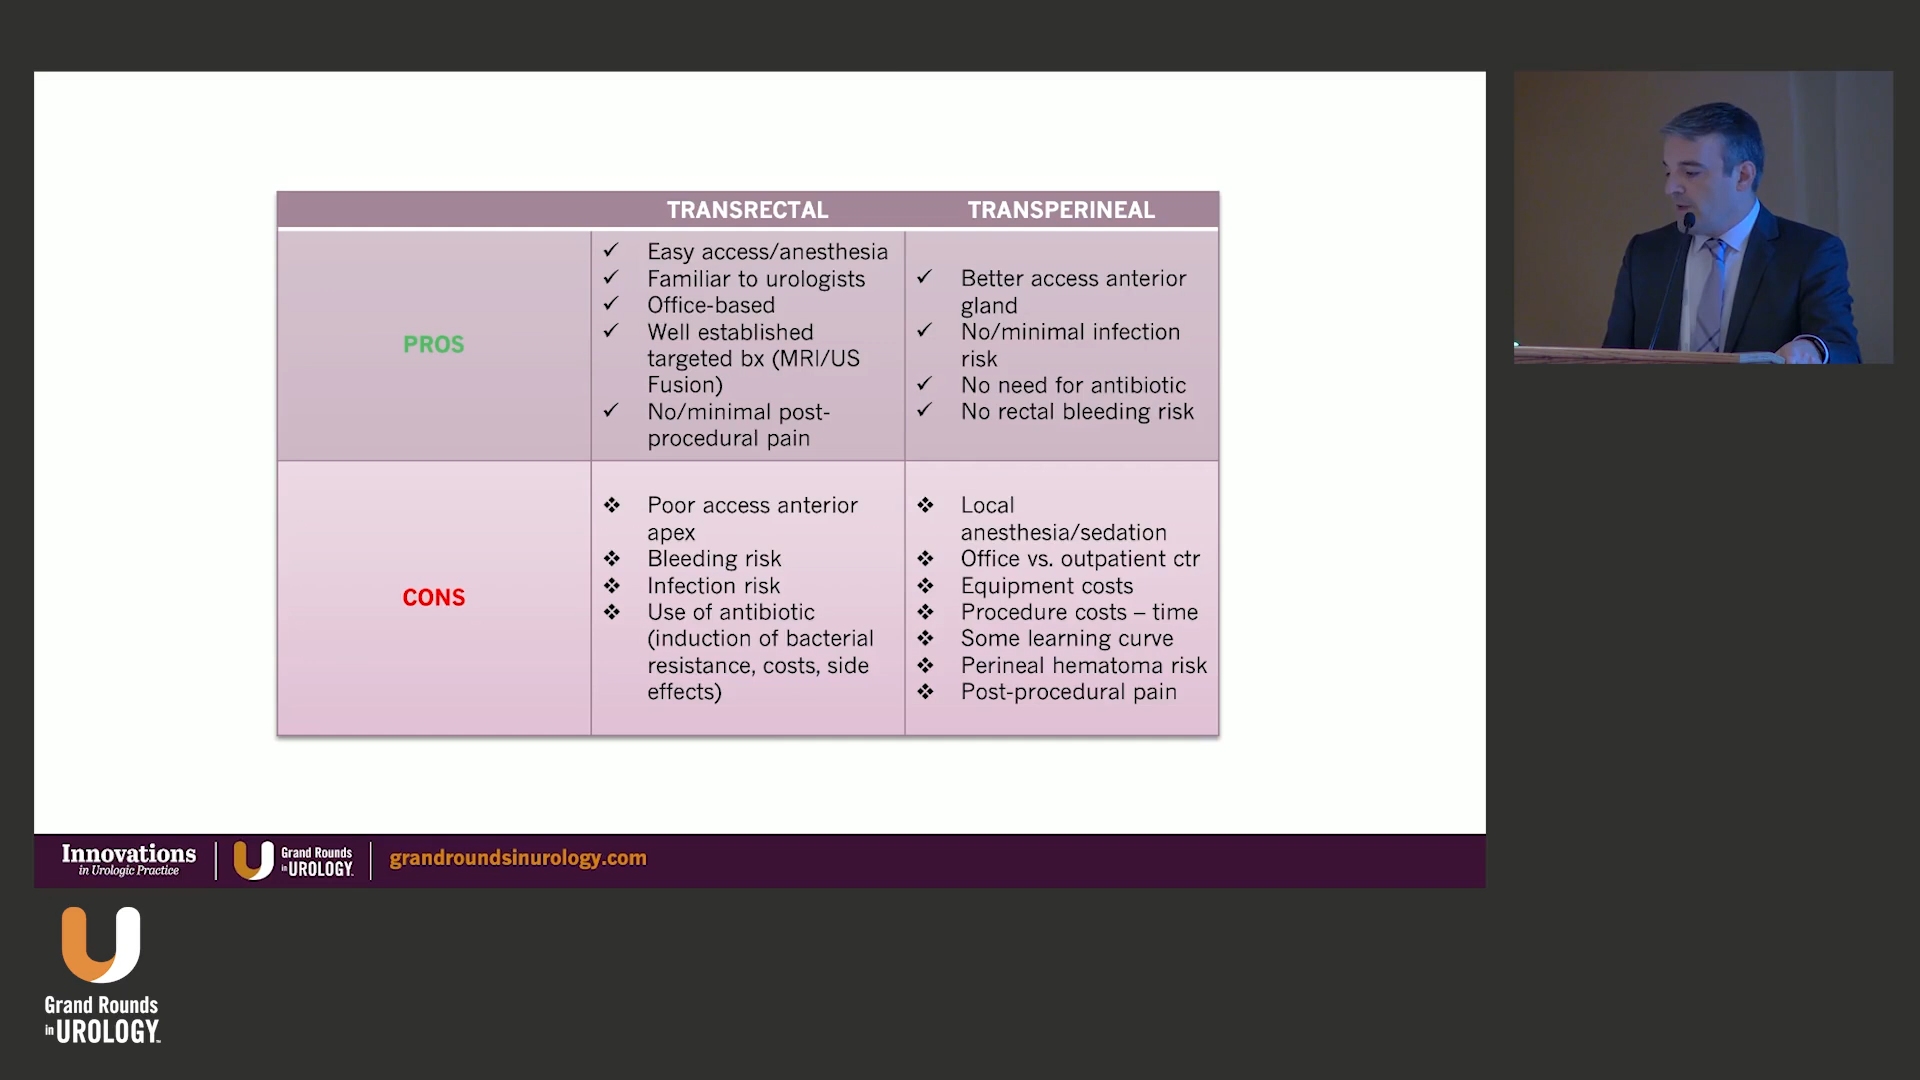 TRANSRECTAL
TRANSPERINEAL
PROS
✓ Easy access/anesthesia
✓ Familiar to urologists
✓ Office-based
✓ Well established
targeted bx (MRI/US
Fusion)
✓ No/minimal post-
procedural pain
✓ Better access anterior
gland
✓ No/minimal infection
risk
✓ No need for antibiotic
✓ No rectal bleeding risk
CONS
❖ Poor access anterior
apex
❖ Bleeding risk
❖ Infection risk
❖ Use of antibiotic
(induction of bacterial
resistance, costs, side
effects)
❖ Local
anesthesia/sedation
❖ Office vs. outpatient ctr
❖ Equipment costs
❖ Procedure costs – time
❖ Some learning curve
❖ Perineal hematoma risk
❖ Post-procedural pain
Innovations
in Urologic Practice
Grand Rounds
in UROLOGY.
grandroundsinurology.com
Grand Rounds
in UROLOGY™